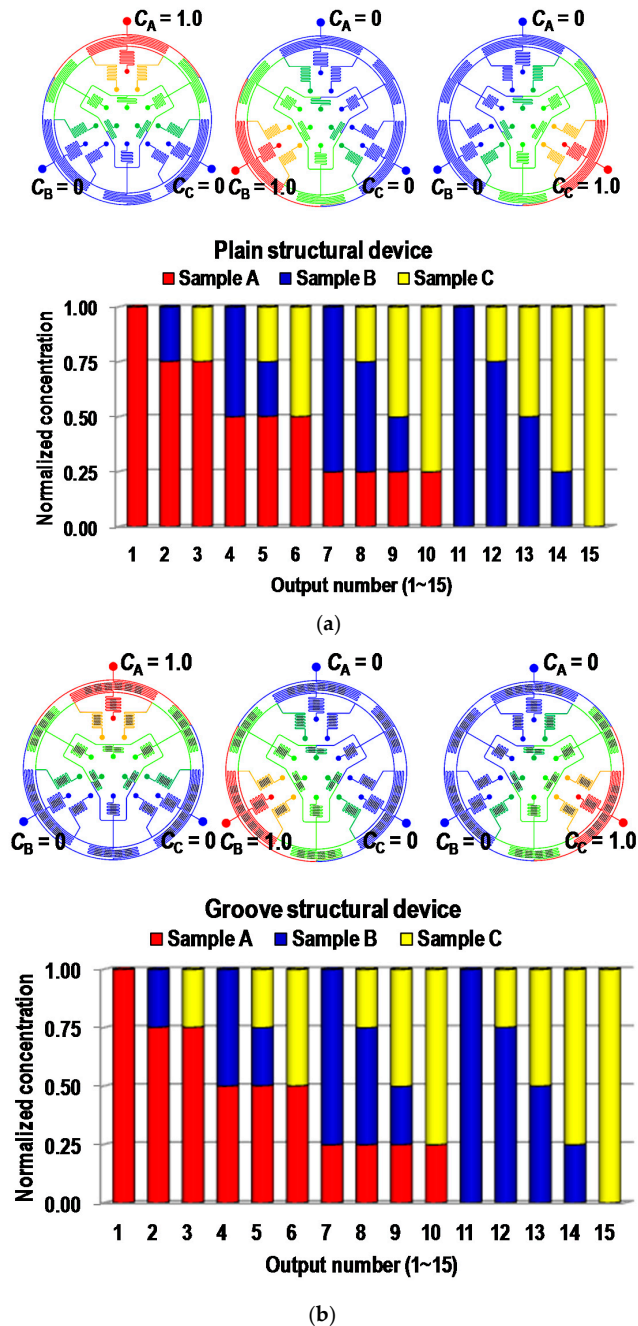 C_A = 1.0 C_A = 0 C_A = 0
C_B = 0 C_C = 0 C_B = 1.0 C_C = 0 C_B = 0 C_C = 1.0
Plain structural device
Sample A Sample B Sample C
Normalized concentration
1.00
0.75
0.50
0.25
0.00
1 2 3 4 5 6 7 8 9 10 11 12 13 14 15
Output number (1~15)
(a)
C_A = 1.0 C_A = 0 C_A = 0
C_B = 0 C_C = 0 C_B = 1.0 C_C = 0 C_B = 0 C_C = 1.0
Groove structural device
Sample A Sample B Sample C
Normalized concentration
1.00
0.75
0.50
0.25
0.00
1 2 3 4 5 6 7 8 9 10 11 12 13 14 15
Output number (1~15)
(b)